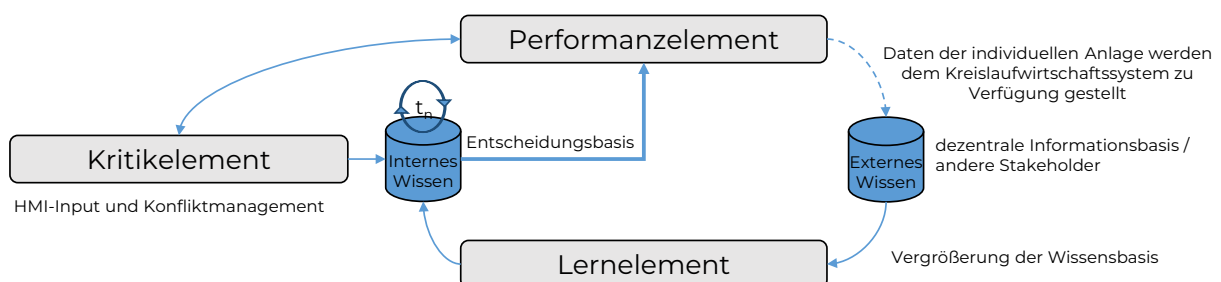 Performanzelement
Daten der individuellen Anlage werden
dem Kreislaufwirtschaftssystem zu
Verfügung gestellt
tn
Kritikelement
Internes
Wissen
Entscheidungsbasis
Externes
Wissen
dezentrale Informationsbasis /
andere Stakeholder
HMI-Input und Konfliktmanagement
Lernelement
Vergrößerung der Wissensbasis